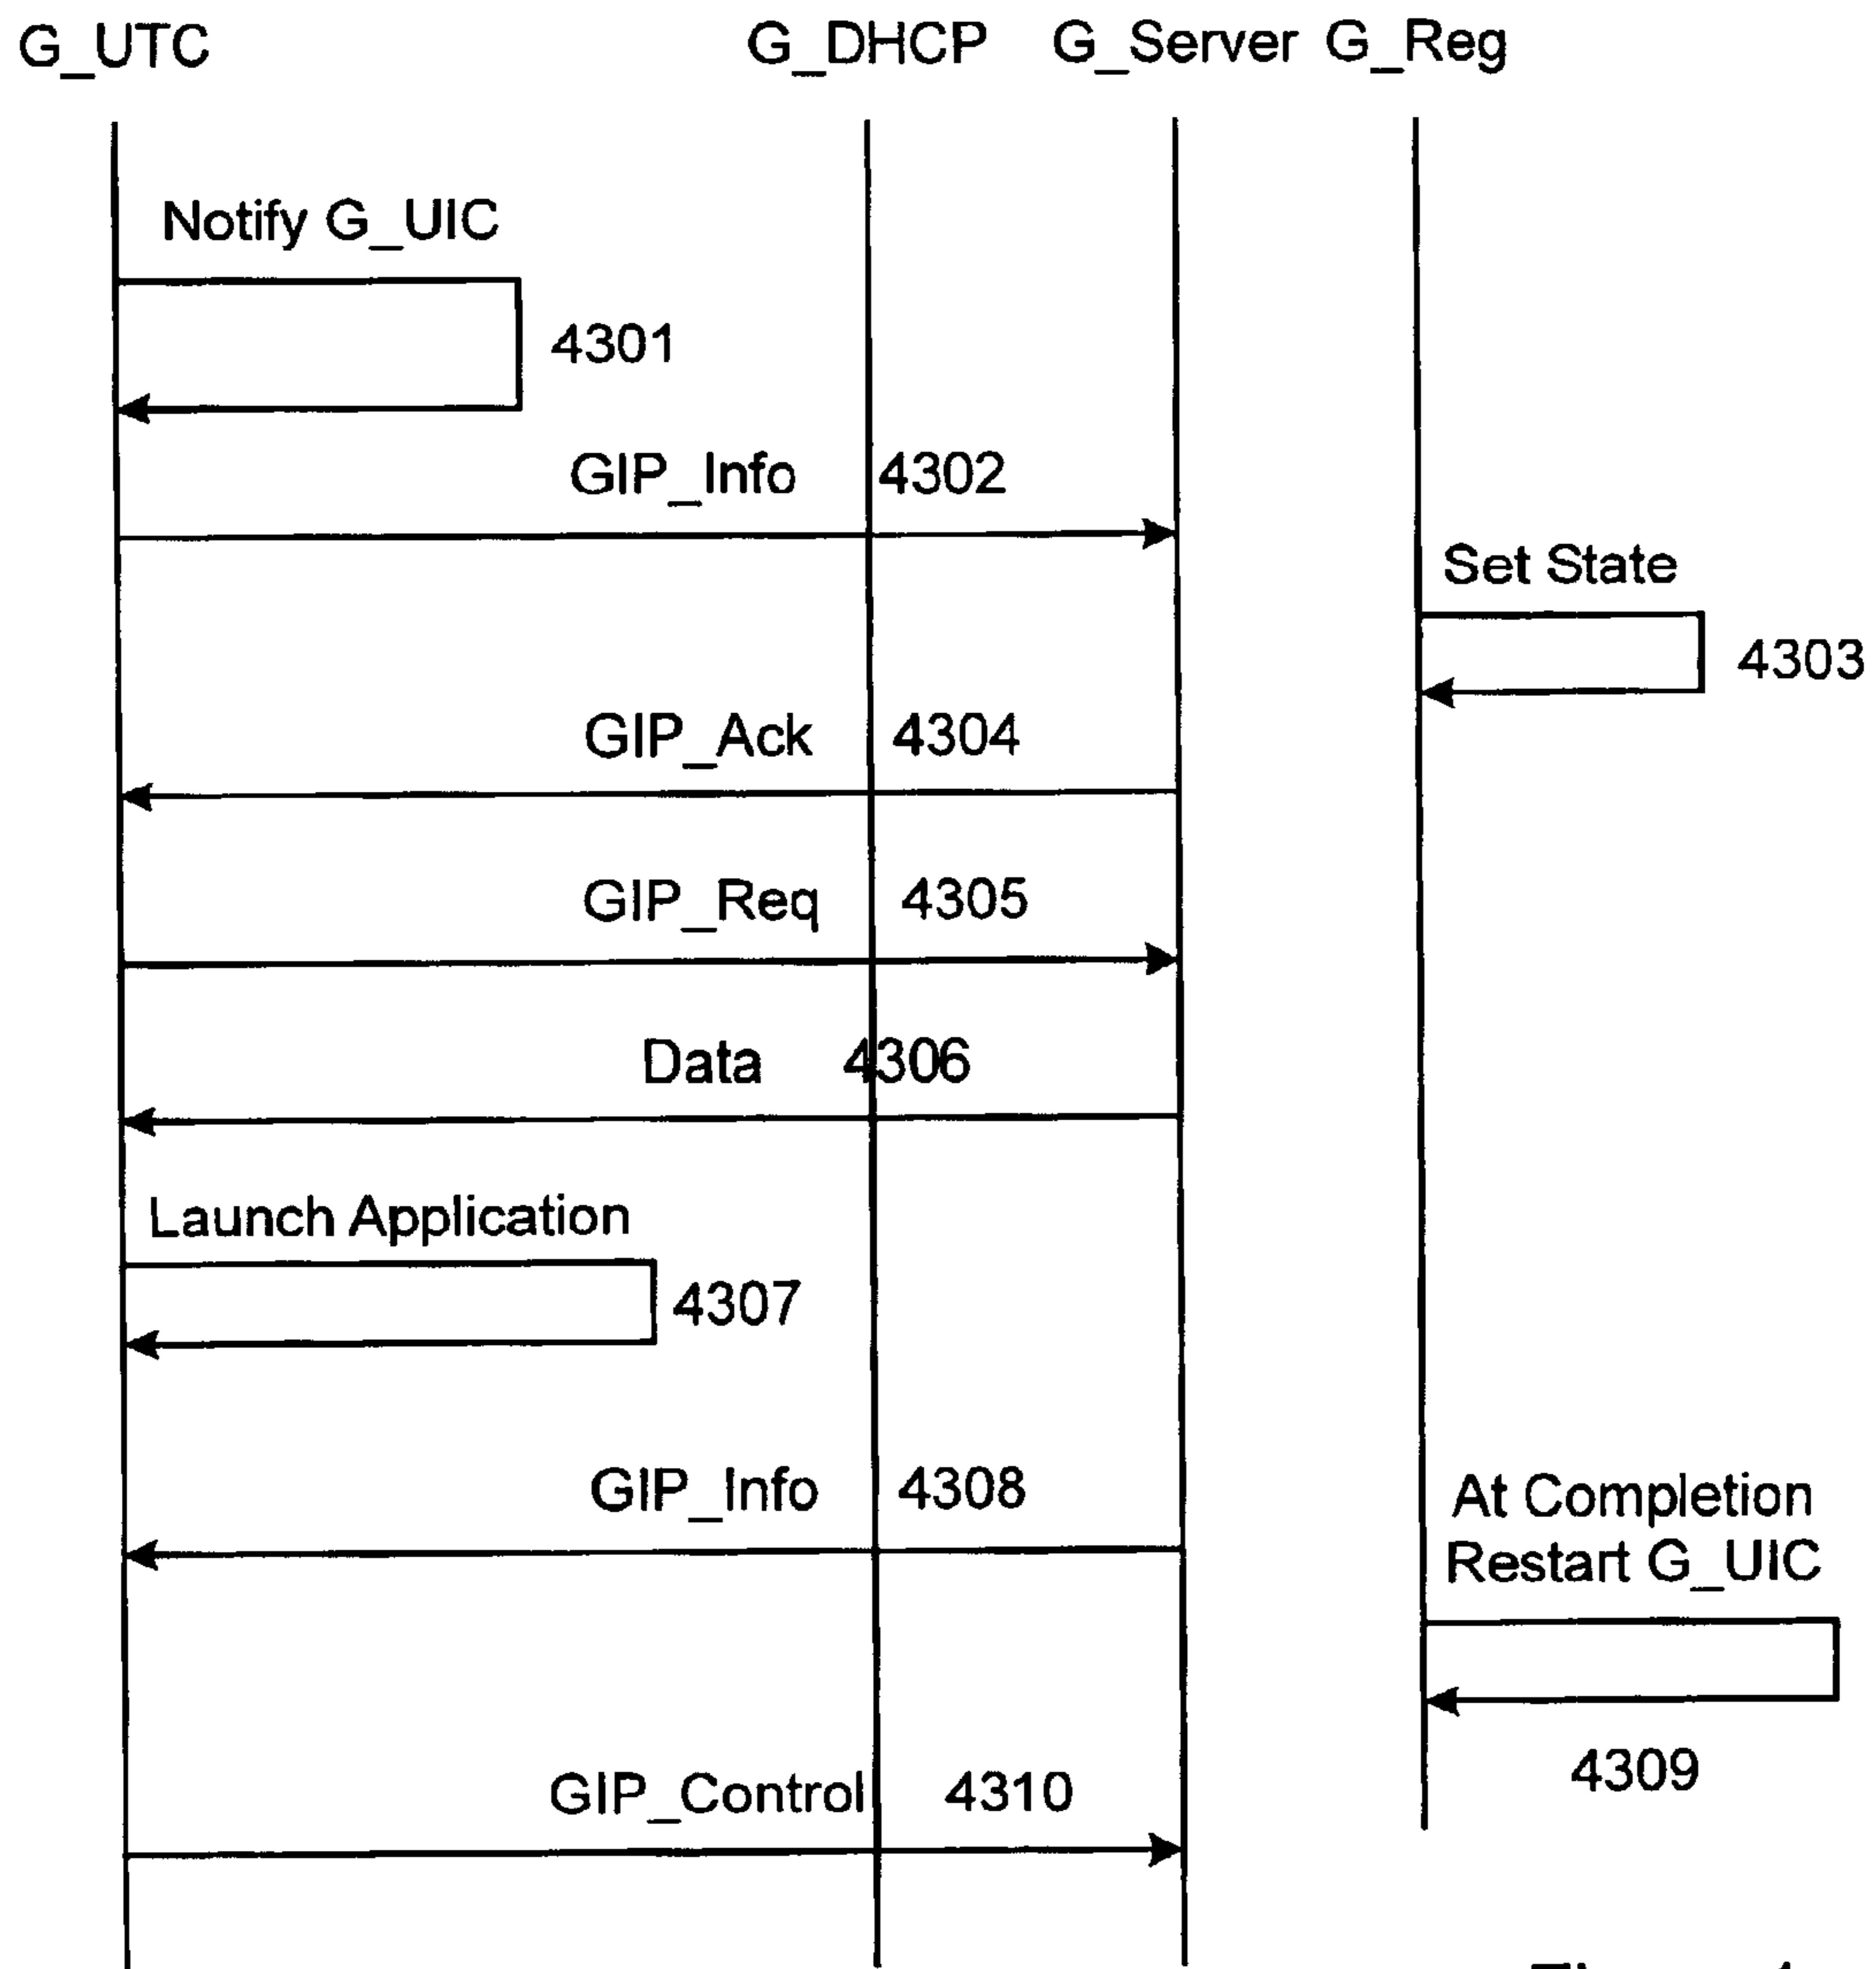 G_UTC G_DHCP G_Server G_Reg
Notify G_UIC
4301
GIP_Info 4302
Set State
4303
GIP_Ack 4304
GIP_Req 4305
Data 4306
Launch Application
4307
GIP_Info 4308
At Completion
Restart G_UIC
4309
GIP_Control 4310